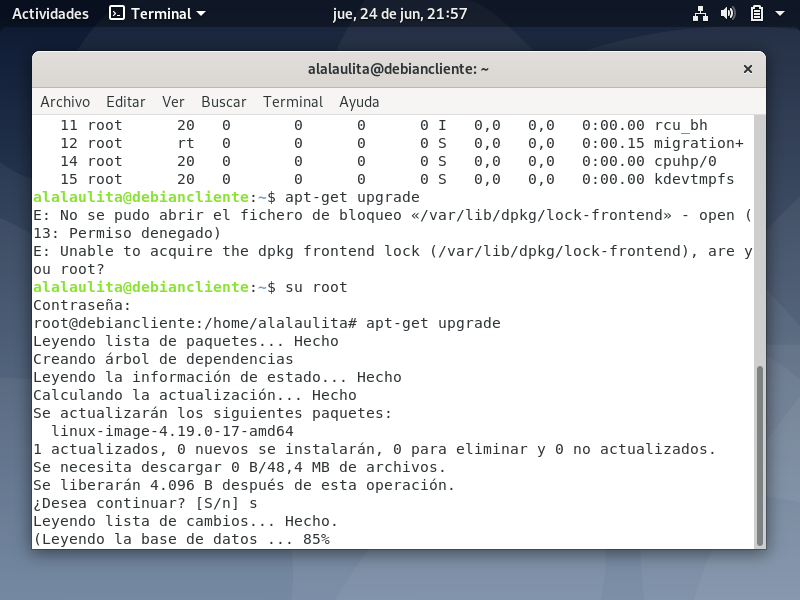 Actividades Terminal jue, 24 de jun, 21:57
alalaulita@debiancliente: ~ ×
Archivo Editar Ver Buscar Terminal Ayuda
11 root 20 0 0 0 0 I 0,0 0,0 0:00.00 rcu_bh
12 root rt 0 0 0 0 S 0,0 0,0 0:00.15 migration+
14 root 20 0 0 0 0 S 0,0 0,0 0:00.00 cpuhp/0
15 root 20 0 0 0 0 S 0,0 0,0 0:00.00 kdevtmpfs
alalaulita@debiancliente:~$ apt-get upgrade
E: No se pudo abrir el fichero de bloqueo «/var/lib/dpkg/lock-frontend» - open (
13: Permiso denegado)
E: Unable to acquire the dpkg frontend lock (/var/lib/dpkg/lock-frontend), are y
ou root?
alalaulita@debiancliente:~$ su root
Contraseña:
root@debiancliente:/home/alalaulita# apt-get upgrade
Leyendo lista de paquetes... Hecho
Creando árbol de dependencias
Leyendo la información de estado... Hecho
Calculando la actualización... Hecho
Se actualizarán los siguientes paquetes:
linux-image-4.19.0-17-amd64
1 actualizados, 0 nuevos se instalarán, 0 para eliminar y 0 no actualizados.
Se necesita descargar 0 B/48,4 MB de archivos.
Se liberarán 4.096 B después de esta operación.
¿Desea continuar? [S/n] s
Leyendo lista de cambios... Hecho.
(Leyendo la base de datos ... 85%